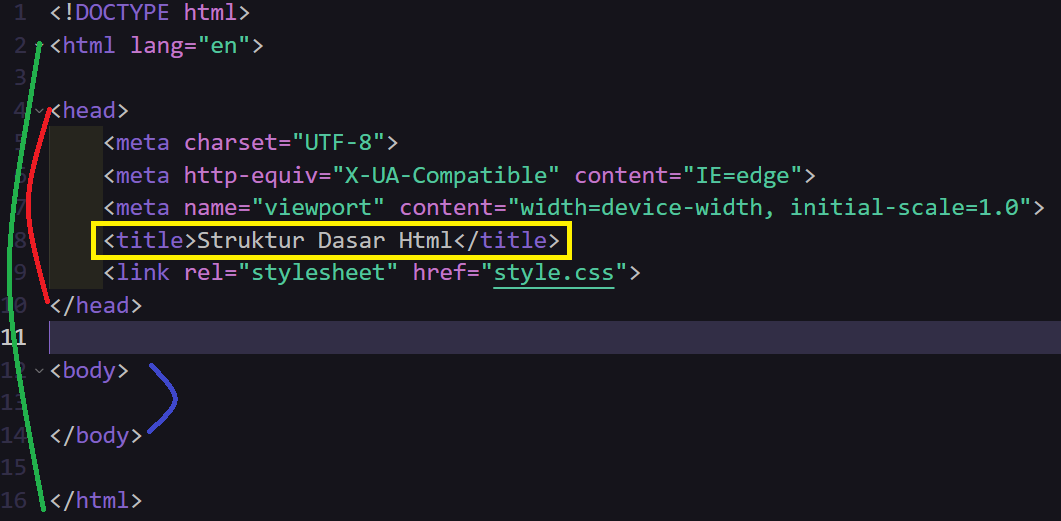 1 <!DOCTYPE html>
2 <html lang="en">
3
4 <head>
5 <meta charset="UTF-8">
6 <meta http-equiv="X-UA-Compatible" content="IE=edge">
7 <meta name="viewport" content="width=device-width, initial-scale=1.0">
8 <title>Struktur Dasar Html</title>
9 <link rel="stylesheet" href="style.css">
10 </head>
11
12 <body>
13
14 </body>
15
16 </html>